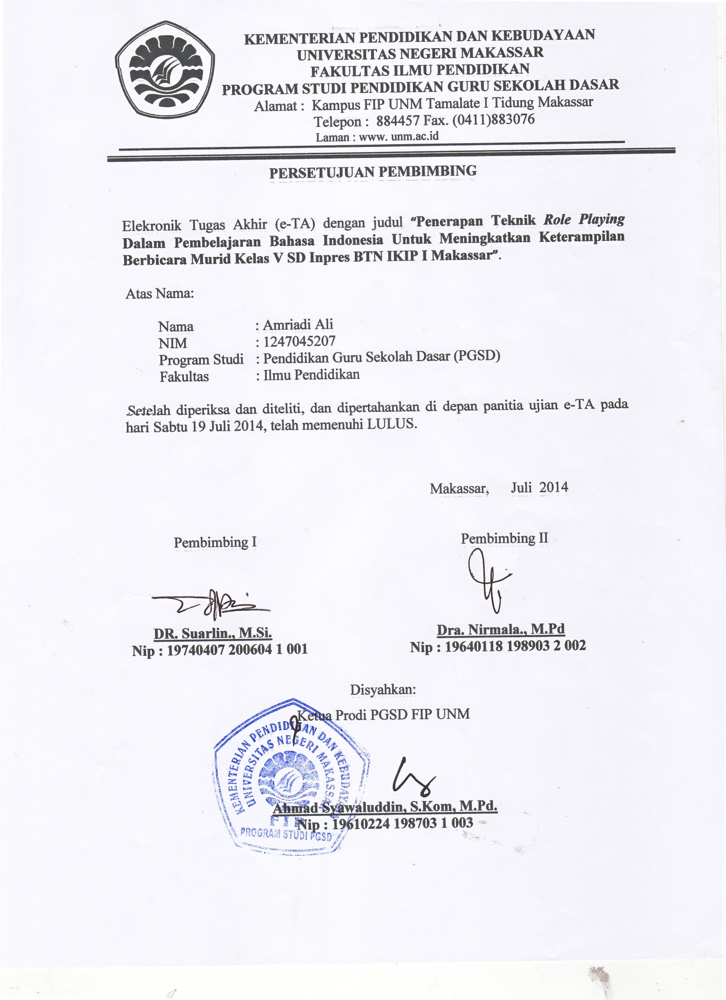 KEMENTERIAN PENDIDIKAN DAN KEBUDAYAAN
UNIVERSITAS NEGERI MAKASSAR
FAKULTAS ILMU PENDIDIKAN
PROGRAM STUDI PENDIDIKAN GURU SEKOLAH DASAR
Alamat : Kampus FIP UNM Tamalate I Tidung Makassar
Telepon : 884457 Fax. (0411)883076
Laman : www. unm.ac.id
PERSETUJUAN PEMBIMBING
Elekronik Tugas Akhir (e-TA) dengan judul “Penerapan Teknik Role Playing
Dalam Pembelajaran Bahasa Indonesia Untuk Meningkatkan Keterampilan
Berbicara Murid Kelas V SD Inpres BTN IKIP I Makassar”.
Atas Nama:
Nama : Amriadi Ali
NIM : 1247045207
Program Studi : Pendidikan Guru Sekolah Dasar (PGSD)
Fakultas : Ilmu Pendidikan
Setelah diperiksa dan diteliti, dan dipertahankan di depan panitia ujian e-TA pada
hari Sabtu 19 Juli 2014, telah memenuhi LULUS.
Makassar, Juli 2014
Pembimbing I
DR. Suarlin., M.Si.
Nip : 19740407 200604 1 001
Pembimbing II
Dra. Nirmala., M.Pd
Nip : 19640118 198903 2 002
Disyahkan:
Ketua Prodi PGSD FIP UNM
KEMENTERIAN PENDIDIKAN DAN KEBUDAYAAN
UNIVERSITAS NEGERI MAKASSAR
FIP
PROGRAM STUDI PGSD
Ahmad Syawaluddin, S.Kom, M.Pd.
Nip : 19610224 198703 1 003